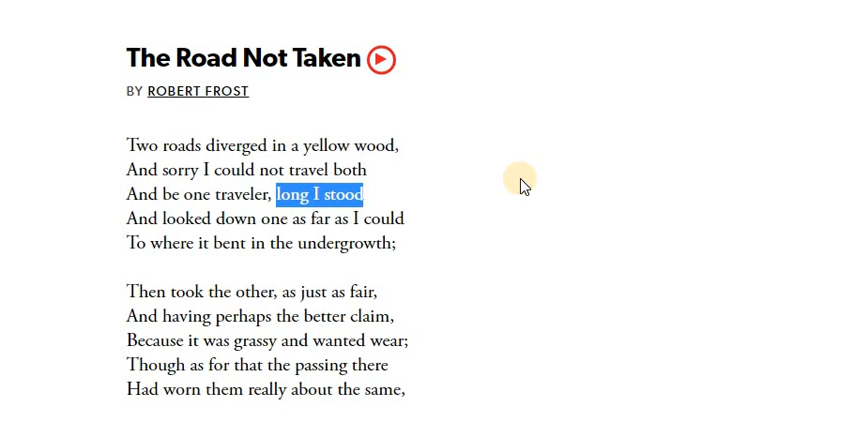 The Road Not Taken
BY ROBERT FROST
Two roads diverged in a yellow wood,
And sorry I could not travel both
And be one traveler, long I stood
And looked down one as far as I could
To where it bent in the undergrowth;
Then took the other, as just as fair,
And having perhaps the better claim,
Because it was grassy and wanted wear;
Though as for that the passing there
Had worn them really about the same,